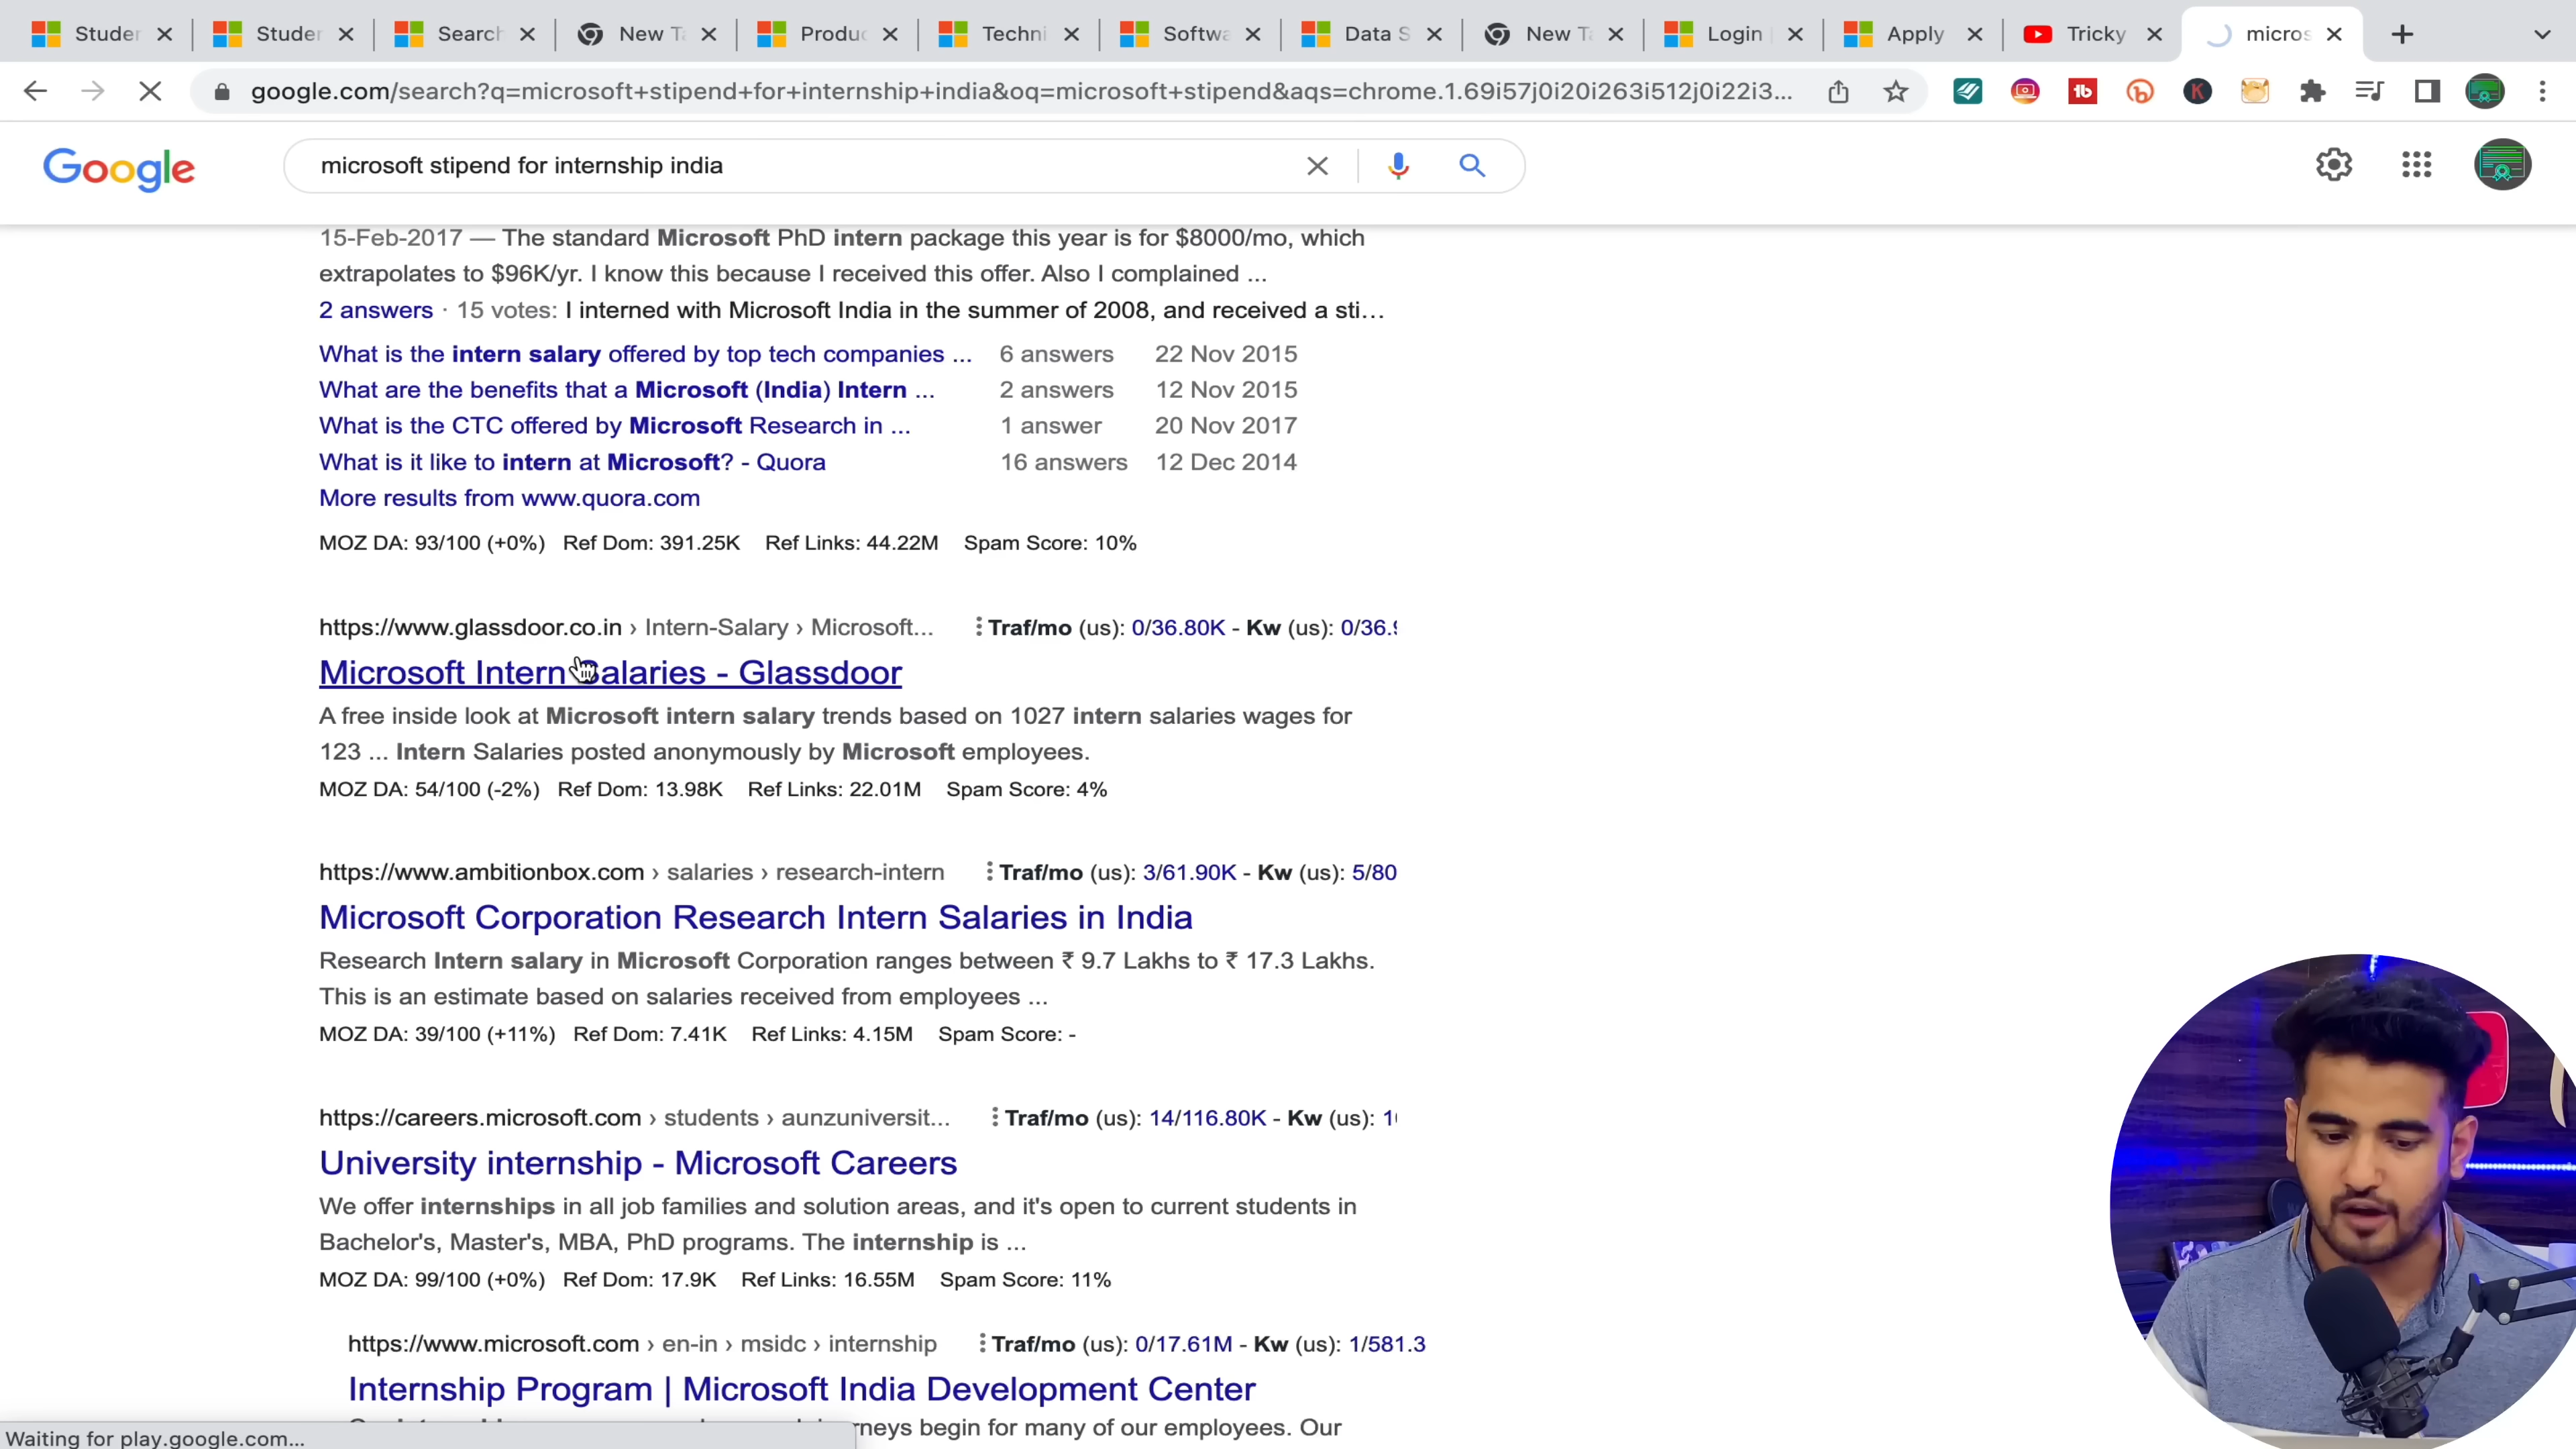 Studen
Studen
Search
New Ta
Produc
Techni
Softwa
Data S
New Ta
Login
Apply
Tricky
micros
google.com/search?q=microsoft+stipend+for+internship+india&oq=microsoft+stipend&aqs=chrome.1.69i57j0i20i263i512j0i22i3...
Google
microsoft stipend for internship india
15-Feb-2017 — The standard Microsoft PhD intern package this year is for $8000/mo, which
extrapolates to $96K/yr. I know this because I received this offer. Also I complained ...
2 answers · 15 votes: I interned with Microsoft India in the summer of 2008, and received a sti...
What is the intern salary offered by top tech companies ... 6 answers 22 Nov 2015
What are the benefits that a Microsoft (India) Intern ... 2 answers 12 Nov 2015
What is the CTC offered by Microsoft Research in ... 1 answer 20 Nov 2017
What is it like to intern at Microsoft? - Quora 16 answers 12 Dec 2014
More results from www.quora.com
MOZ DA: 93/100 (+0%) Ref Dom: 391.25K Ref Links: 44.22M Spam Score: 10%
https://www.glassdoor.co.in › Intern-Salary › Microsoft... Traf/mo (us): 0/36.80K - Kw (us): 0/36.9
Microsoft Intern Salaries - Glassdoor
A free inside look at Microsoft intern salary trends based on 1027 intern salaries wages for
123 ... Intern Salaries posted anonymously by Microsoft employees.
MOZ DA: 54/100 (-2%) Ref Dom: 13.98K Ref Links: 22.01M Spam Score: 4%
https://www.ambitionbox.com › salaries › research-intern Traf/mo (us): 3/61.90K - Kw (us): 5/80
Microsoft Corporation Research Intern Salaries in India
Research Intern salary in Microsoft Corporation ranges between ₹ 9.7 Lakhs to ₹ 17.3 Lakhs.
This is an estimate based on salaries received from employees ...
MOZ DA: 39/100 (+11%) Ref Dom: 7.41K Ref Links: 4.15M Spam Score: -
https://careers.microsoft.com › students › aunzuniversit... Traf/mo (us): 14/116.80K - Kw (us): 1
University internship - Microsoft Careers
We offer internships in all job families and solution areas, and it's open to current students in
Bachelor's, Master's, MBA, PhD programs. The internship is ...
MOZ DA: 99/100 (+0%) Ref Dom: 17.9K Ref Links: 16.55M Spam Score: 11%
https://www.microsoft.com › en-in › msidc › internship Traf/mo (us): 0/17.61M - Kw (us): 1/581.3
Internship Program | Microsoft India Development Center
neys begin for many of our employees. Our
Waiting for play.google.com...